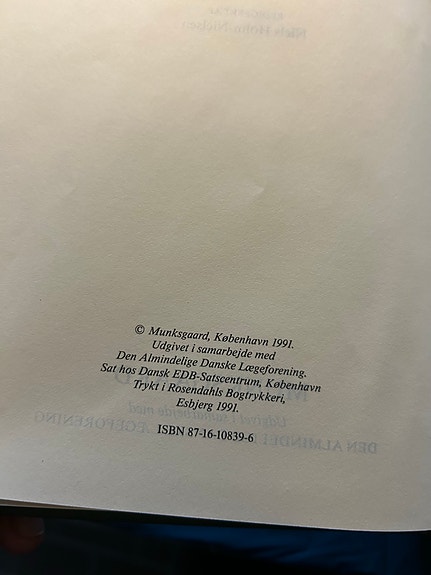 © Munksgaard, København 1991.
Udgivet i samarbejde med
Den Almindelige Danske Lægeforening.
Sat hos Dansk EDB-Satscentrum, København
Trykt i Rosendahls Bogtrykkeri,
Esbjerg 1991.
ISBN 87-16-10839-6